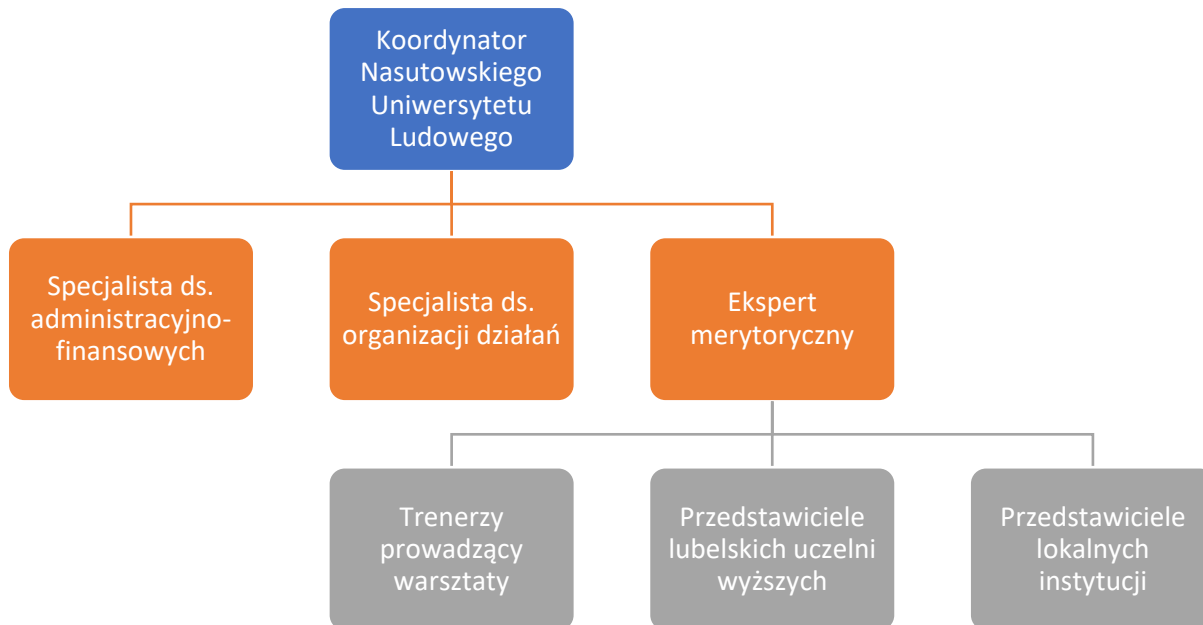 Koordynator
Nasutowskiego
Uniwersytetu
Ludowego
Specjalista ds.
administracyjno-
finansowych
Specjalista ds.
organizacji działań
Ekspert
merytoryczny
Trenerzy
prowadzący
warsztaty
Przedstawiciele
lubelskich uczelni
wyższych
Przedstawiciele
lokalnych
instytucji